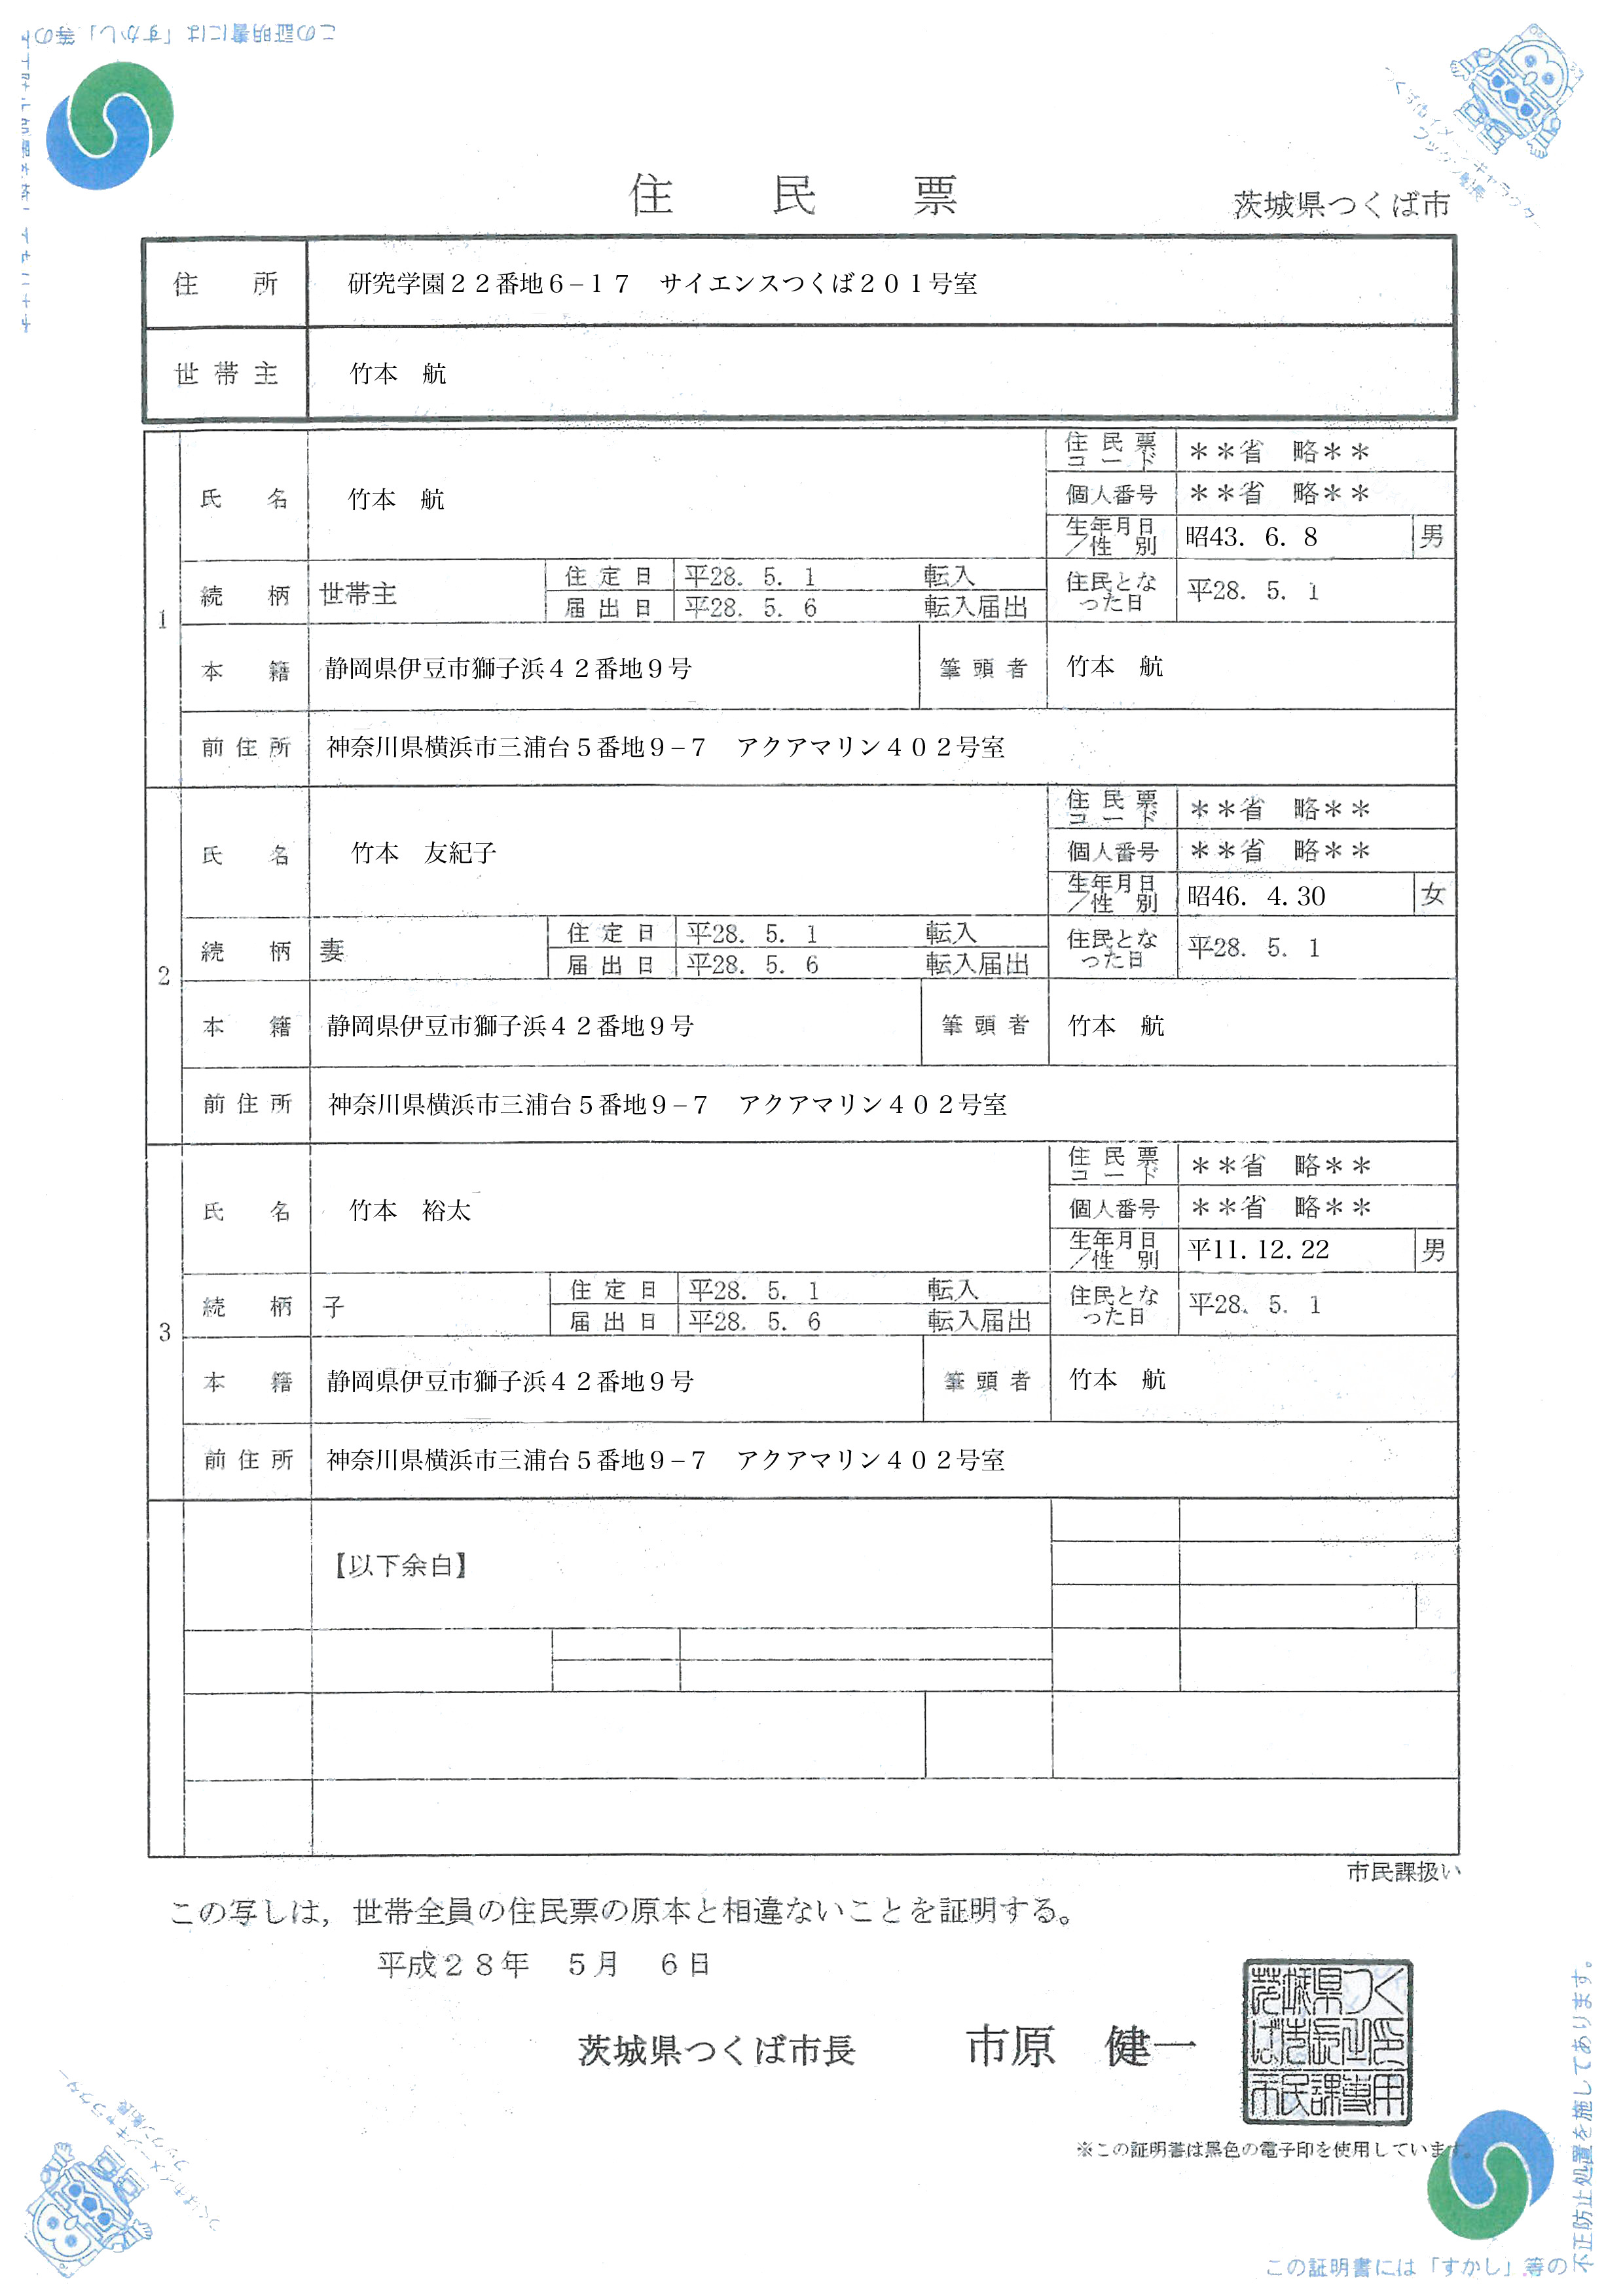 この証明書には「すかし」等の
住　民　票
茨城県つくば市
住　所　研究学園２２番地６−１７　サイエンスつくば２０１号室
世帯主　竹本　航
1
氏　名　竹本　航
住民票コード　＊＊省　略＊＊
個人番号　＊＊省　略＊＊
生年月日／性別　昭43. 6. 8　男
続　柄　世帯主
住定日　平28. 5. 1　転入
届出日　平28. 5. 6　転入届出
住民となった日　平28. 5. 1
本　籍　静岡県伊豆市獅子浜４２番地９号　筆頭者　竹本　航
前住所　神奈川県横浜市三浦台５番地９−７　アクアマリン４０２号室
2
氏　名　竹本　友紀子
住民票コード　＊＊省　略＊＊
個人番号　＊＊省　略＊＊
生年月日／性別　昭46. 4.30　女
続　柄　妻
住定日　平28. 5. 1　転入
届出日　平28. 5. 6　転入届出
住民となった日　平28. 5. 1
本　籍　静岡県伊豆市獅子浜４２番地９号　筆頭者　竹本　航
前住所　神奈川県横浜市三浦台５番地９−７　アクアマリン４０２号室
3
氏　名　竹本　裕太
住民票コード　＊＊省　略＊＊
個人番号　＊＊省　略＊＊
生年月日／性別　平11.12.22　男
続　柄　子
住定日　平28. 5. 1　転入
届出日　平28. 5. 6　転入届出
住民となった日　平28. 5. 1
本　籍　静岡県伊豆市獅子浜４２番地９号　筆頭者　竹本　航
前住所　神奈川県横浜市三浦台５番地９−７　アクアマリン４０２号室
【以下余白】
市民課扱い
この写しは，世帯全員の住民票の原本と相違ないことを証明する。
平成２８年　５月　６日
茨城県つくば市長　市原　健一
市民課専用
※この証明書は黒色の電子印を使用しています。
この証明書には「すかし」等の
不正防止処置を施してあります。